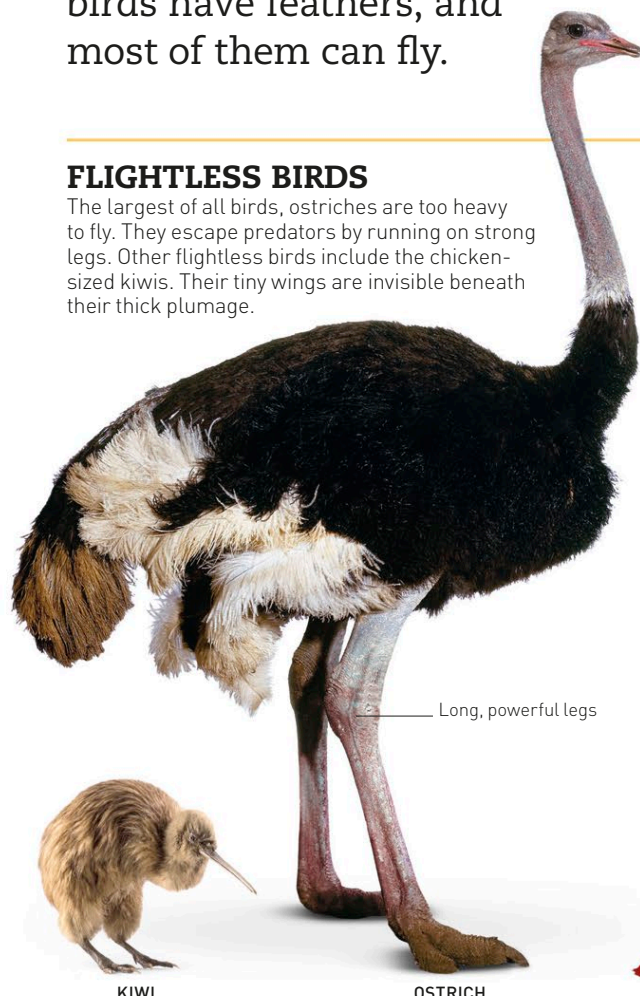 birds have feathers, and
most of them can fly.
FLIGHTLESS BIRDS
The largest of all birds, ostriches are too heavy
to fly. They escape predators by running on strong
legs. Other flightless birds include the chicken-
sized kiwis. Their tiny wings are invisible beneath
their thick plumage.
Long, powerful legs
KIWI
OSTRICH